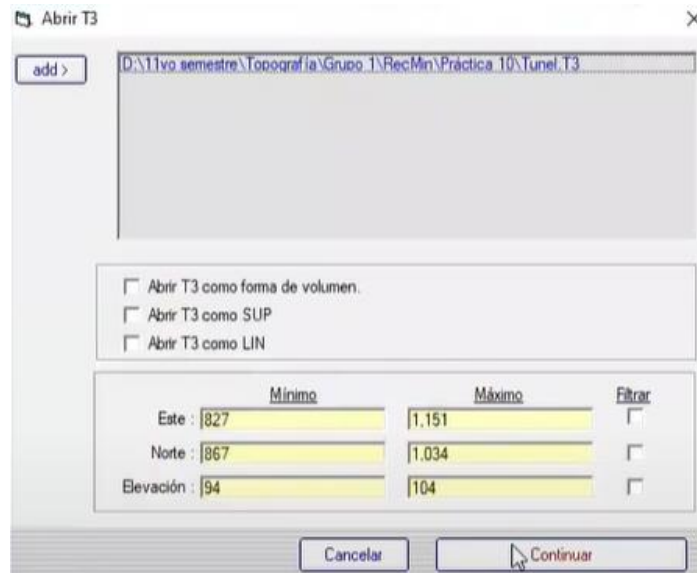 Abrir T3
add >
D:\11vo semestre\Topografía\Grupo 1\RecMin\Práctica 10\Tunel.T3
Abrir T3 como forma de volumen.
Abrir T3 como SUP
Abrir T3 como LIN
Mínimo Máximo Filtrar
Este : 827 1.151
Norte : 867 1.034
Elevación : 94 104
Cancelar Continuar